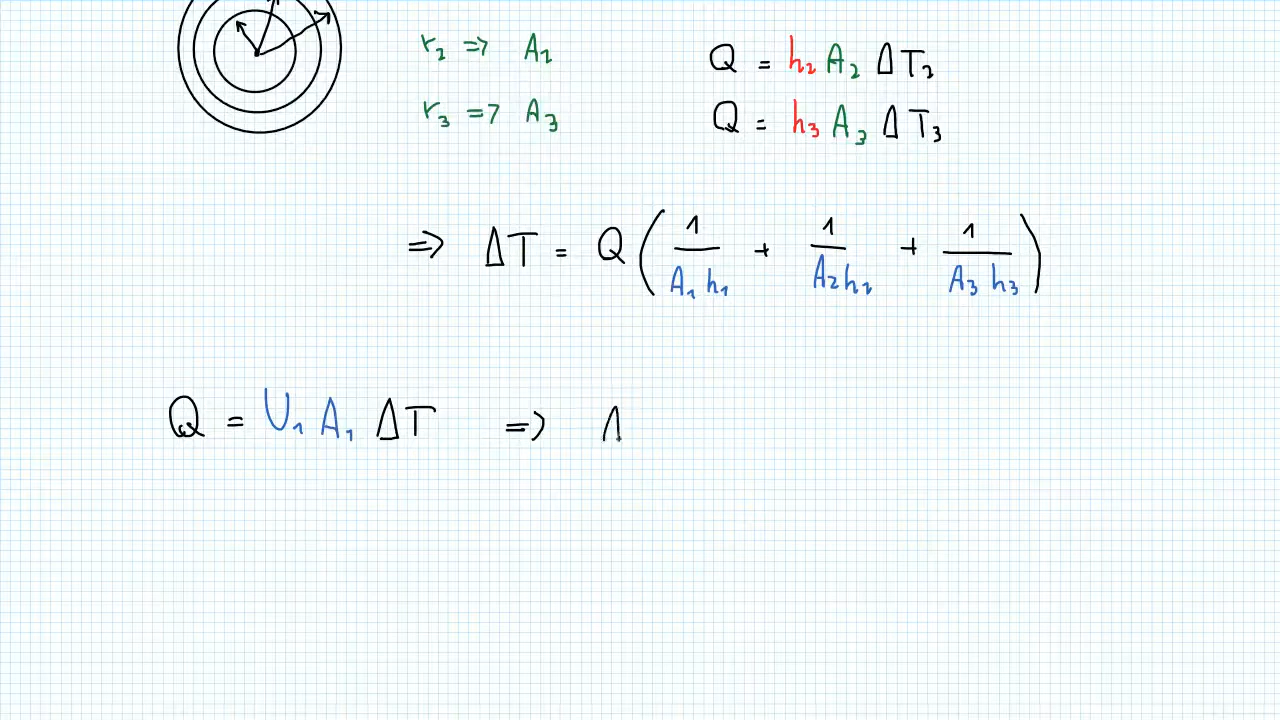 r₂ => A₂
Q = h₂ A₂ ΔT₂
r₃ => A₃
Q = h₃ A₃ ΔT₃
=> ΔT = Q ( 1/(A₁ h₁) + 1/(A₂ h₂) + 1/(A₃ h₃) )
Q = U₁ A₁ ΔT => Λ